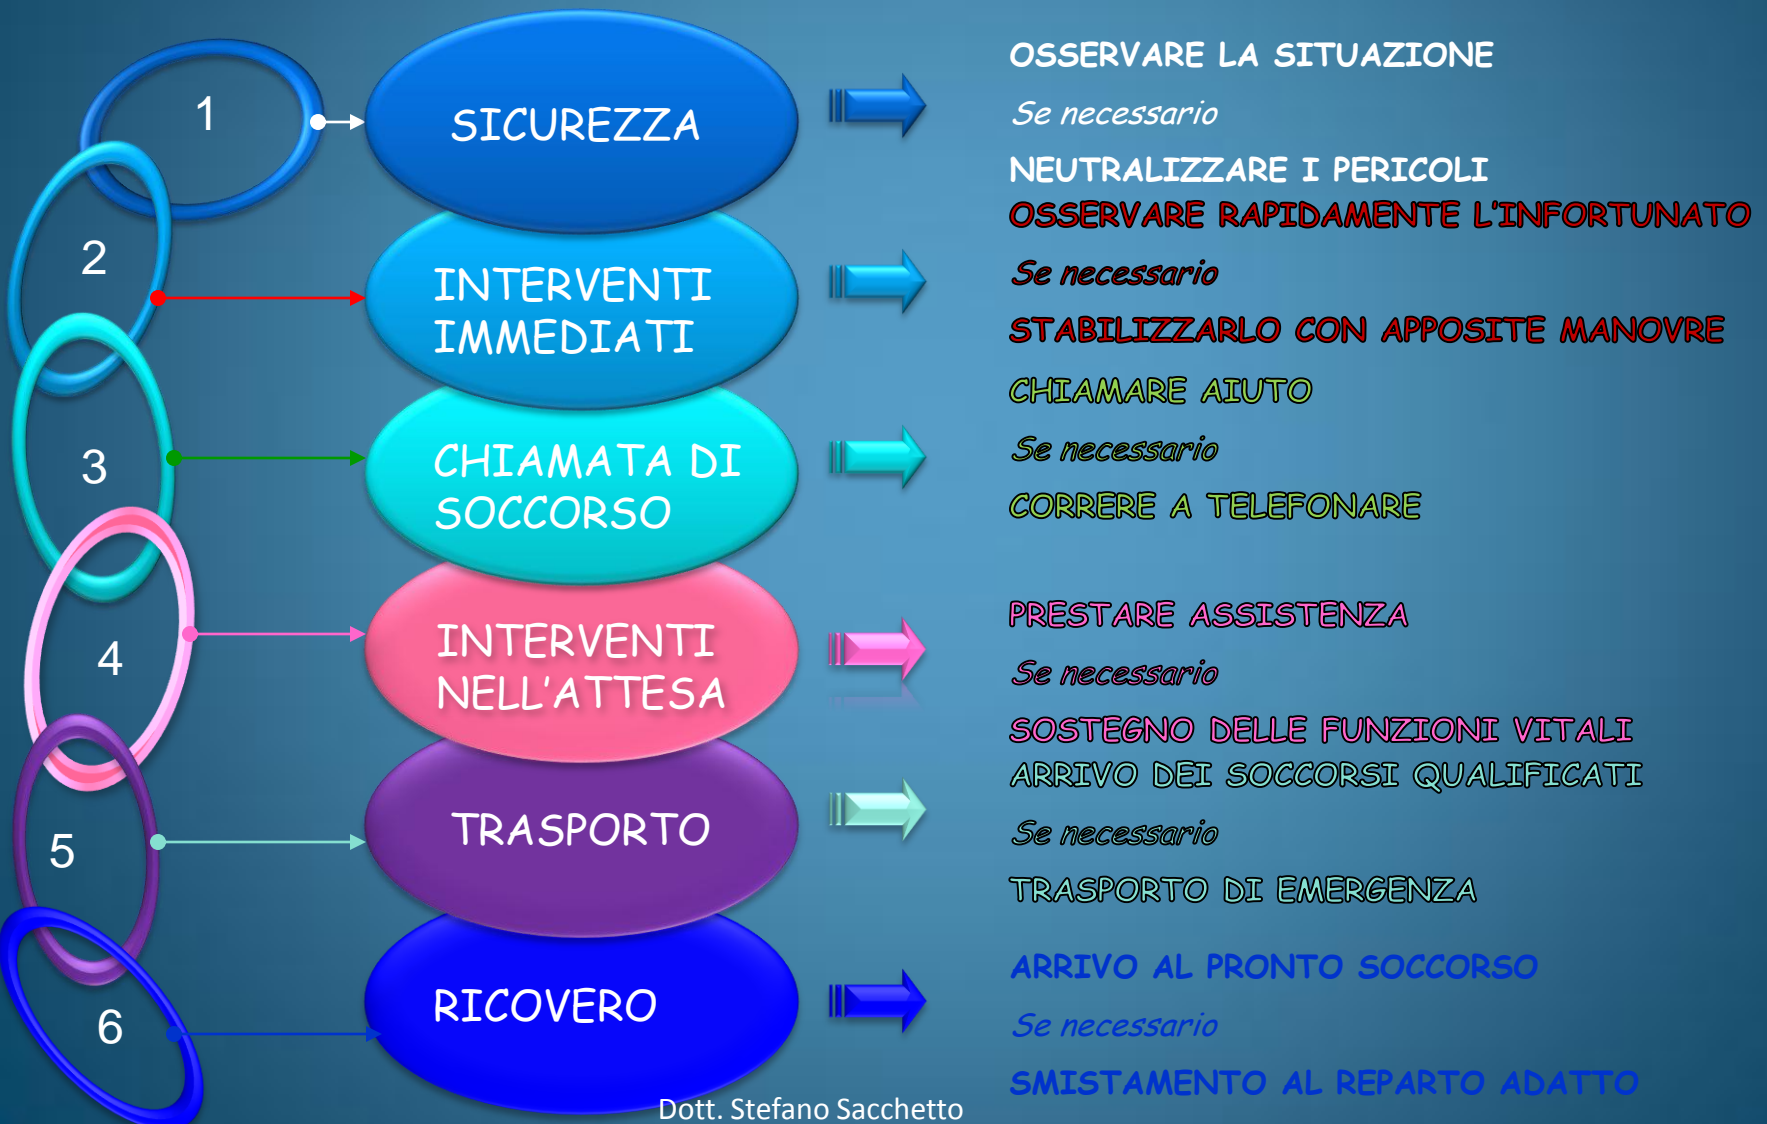 1
SICUREZZA
OSSERVARE LA SITUAZIONE
Se necessario
NEUTRALIZZARE I PERICOLI
2
INTERVENTI
IMMEDIATI
OSSERVARE RAPIDAMENTE L'INFORTUNATO
Se necessario
STABILIZZARLO CON APPOSITE MANOVRE
3
CHIAMATA DI
SOCCORSO
CHIAMARE AIUTO
Se necessario
CORRERE A TELEFONARE
4
INTERVENTI
NELL'ATTESA
PRESTARE ASSISTENZA
Se necessario
SOSTEGNO DELLE FUNZIONI VITALI
5
TRASPORTO
ARRIVO DEI SOCCORSI QUALIFICATI
Se necessario
TRASPORTO DI EMERGENZA
6
RICOVERO
ARRIVO AL PRONTO SOCCORSO
Se necessario
SMISTAMENTO AL REPARTO ADATTO
Dott. Stefano Sacchetto